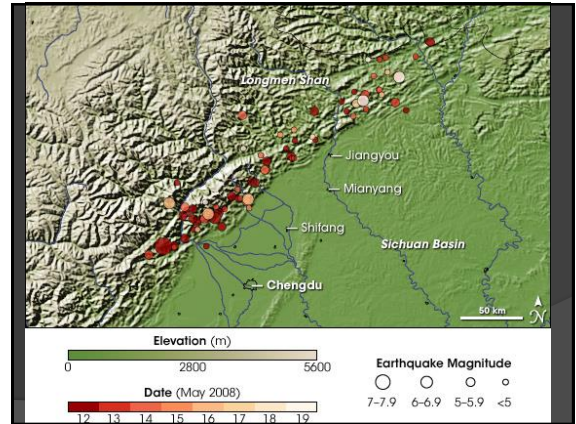 Longmen Shan
Jiangyou
Mianyang
Shifang
Sichuan Basin
Chengdu
50 km
N
Elevation (m)
0 2800 5600
Date (May 2008)
12 13 14 15 16 17 18 19
Earthquake Magnitude
7-7.9 6-6.9 5-5.9 <5